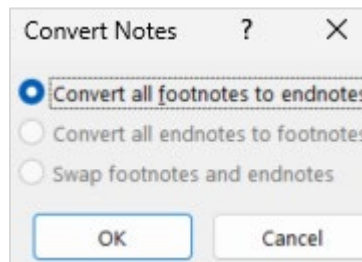 Convert Notes ? X
Convert all footnotes to endnotes
Convert all endnotes to footnotes
Swap footnotes and endnotes
OK Cancel